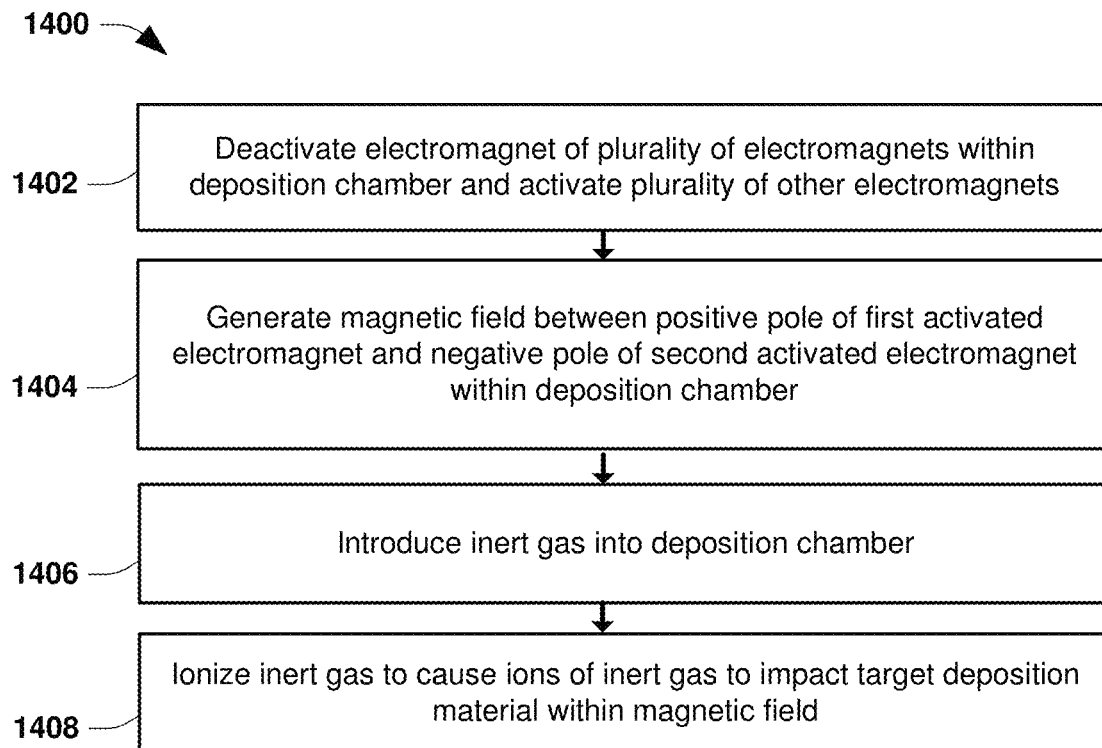 1400
Deactivate electromagnet of plurality of electromagnets within
deposition chamber and activate plurality of other electromagnets
1402
Generate magnetic field between positive pole of first activated
electromagnet and negative pole of second activated electromagnet
within deposition chamber
1404
Introduce inert gas into deposition chamber
1406
Ionize inert gas to cause ions of inert gas to impact target deposition
material within magnetic field
1408